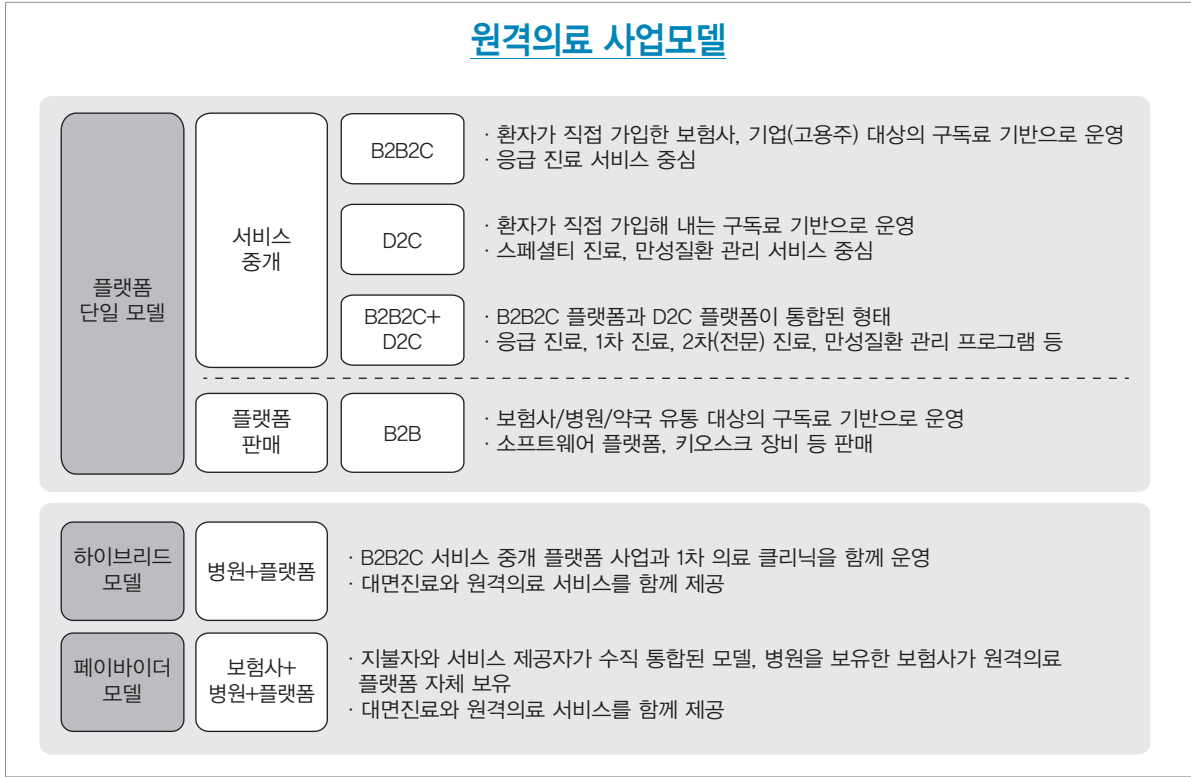 원격의료 사업모델
플랫폼
단일 모델
서비스
중개
B2B2C
· 환자가 직접 가입한 보험사, 기업(고용주) 대상의 구독료 기반으로 운영
· 응급 진료 서비스 중심
D2C
· 환자가 직접 가입해 내는 구독료 기반으로 운영
· 스페셜티 진료, 만성질환 관리 서비스 중심
B2B2C+
D2C
· B2B2C 플랫폼과 D2C 플랫폼이 통합된 형태
· 응급 진료, 1차 진료, 2차(전문) 진료, 만성질환 관리 프로그램 등
플랫폼
판매
B2B
· 보험사/병원/약국 유통 대상의 구독료 기반으로 운영
· 소프트웨어 플랫폼, 키오스크 장비 등 판매
하이브리드
모델
병원+플랫폼
· B2B2C 서비스 중개 플랫폼 사업과 1차 의료 클리닉을 함께 운영
· 대면진료와 원격의료 서비스를 함께 제공
페이바이더
모델
보험사+
병원+플랫폼
· 지불자와 서비스 제공자가 수직 통합된 모델, 병원을 보유한 보험사가 원격의료
플랫폼 자체 보유
· 대면진료와 원격의료 서비스를 함께 제공